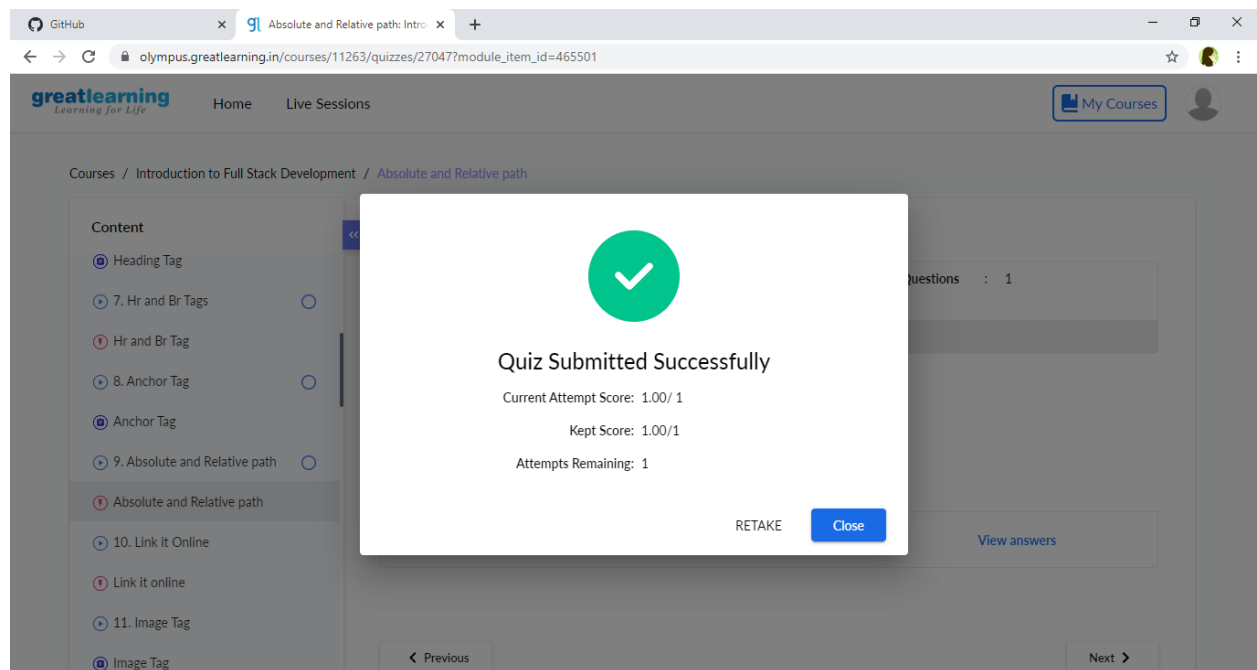 GitHub
Absolute and Relative path: Intro
olympus.greatlearning.in/courses/11263/quizzes/27047?module_item_id=465501
greatlearning
Learning for Life
Home
Live Sessions
My Courses
Courses / Introduction to Full Stack Development / Absolute and Relative path
Content
Heading Tag
7. Hr and Br Tags
Hr and Br Tag
8. Anchor Tag
Anchor Tag
9. Absolute and Relative path
Absolute and Relative path
10. Link it Online
Link it online
11. Image Tag
Image Tag
Questions : 1
Quiz Submitted Successfully
Current Attempt Score: 1.00/ 1
Kept Score: 1.00/1
Attempts Remaining: 1
RETAKE
Close
View answers
Previous
Next